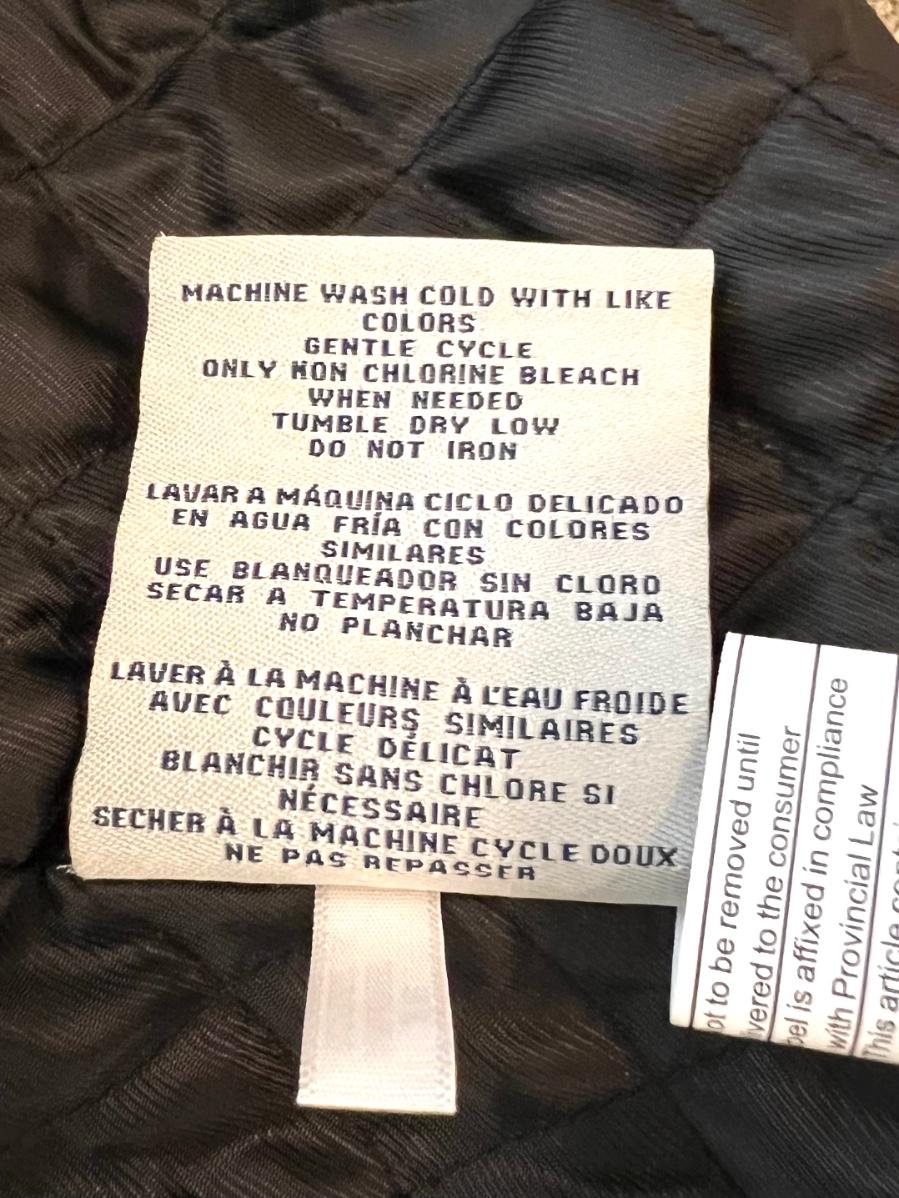 MACHINE WASH COLD WITH LIKE
COLORS
GENTLE CYCLE
ONLY NON CHLORINE BLEACH
WHEN NEEDED
TUMBLE DRY LOW
DO NOT IRON
LAVAR A MÁQUINA CICLO DELICADO
EN AGUA FRÍA CON COLORES
SIMILARES
USE BLANQUEADOR SIN CLORO
SECAR A TEMPERATURA BAJA
NO PLANCHAR
LAVER À LA MACHINE À L'EAU FROIDE
AVEC COULEURS SIMILAIRES
CYCLE DÉLICAT
BLANCHIR SANS CHLORE SI
NÉCESSAIRE
SECHER À LA MACHINE CYCLE DOUX
NE PAS REPASSER
to be removed until
to the consumer
is affixed in compliance
with Provincial Law
This article